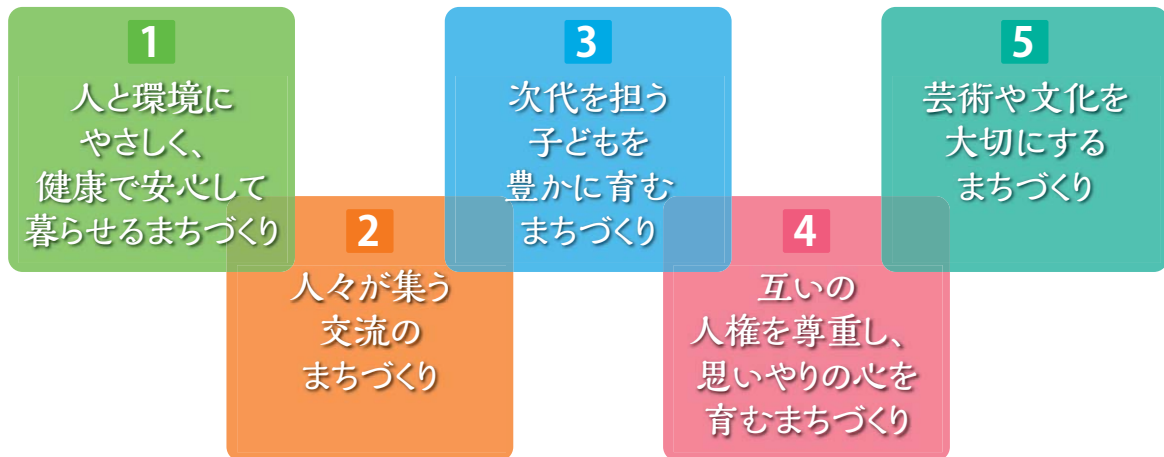 1
人と環境に
やさしく、
健康で安心して
暮らせるまちづくり
2
人々が集う
交流の
まちづくり
3
次代を担う
子どもを
豊かに育む
まちづくり
4
互いの
人権を尊重し、
思いやりの心を
育むまちづくり
5
芸術や文化を
大切にする
まちづくり